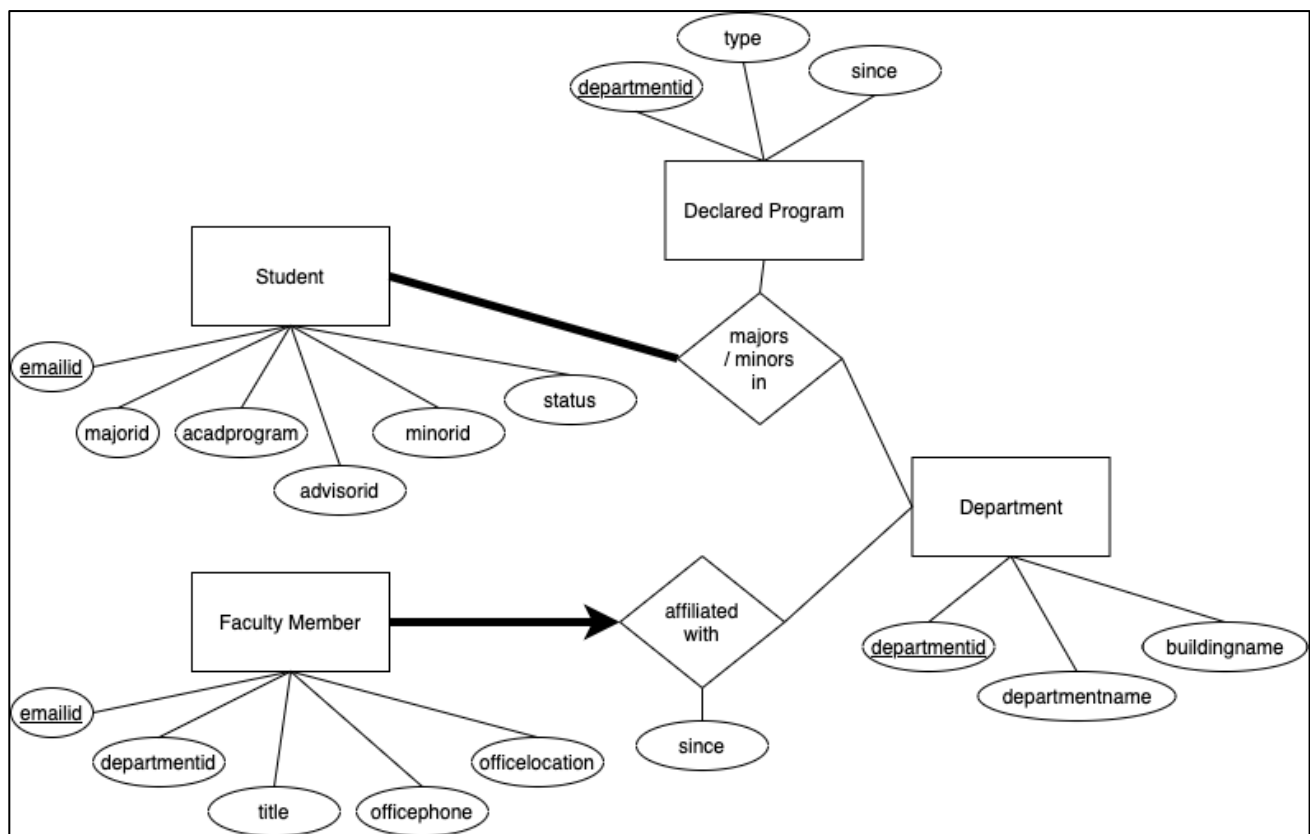 type
departmentid
since
Declared Program
Student
majors
/ minors
in
emailid
status
majorid
acadprogram
minorid
advisorid
Department
Faculty Member
affiliated
with
departmentid
buildingname
departmentname
emailid
departmentid
officelocation
since
title
officephone